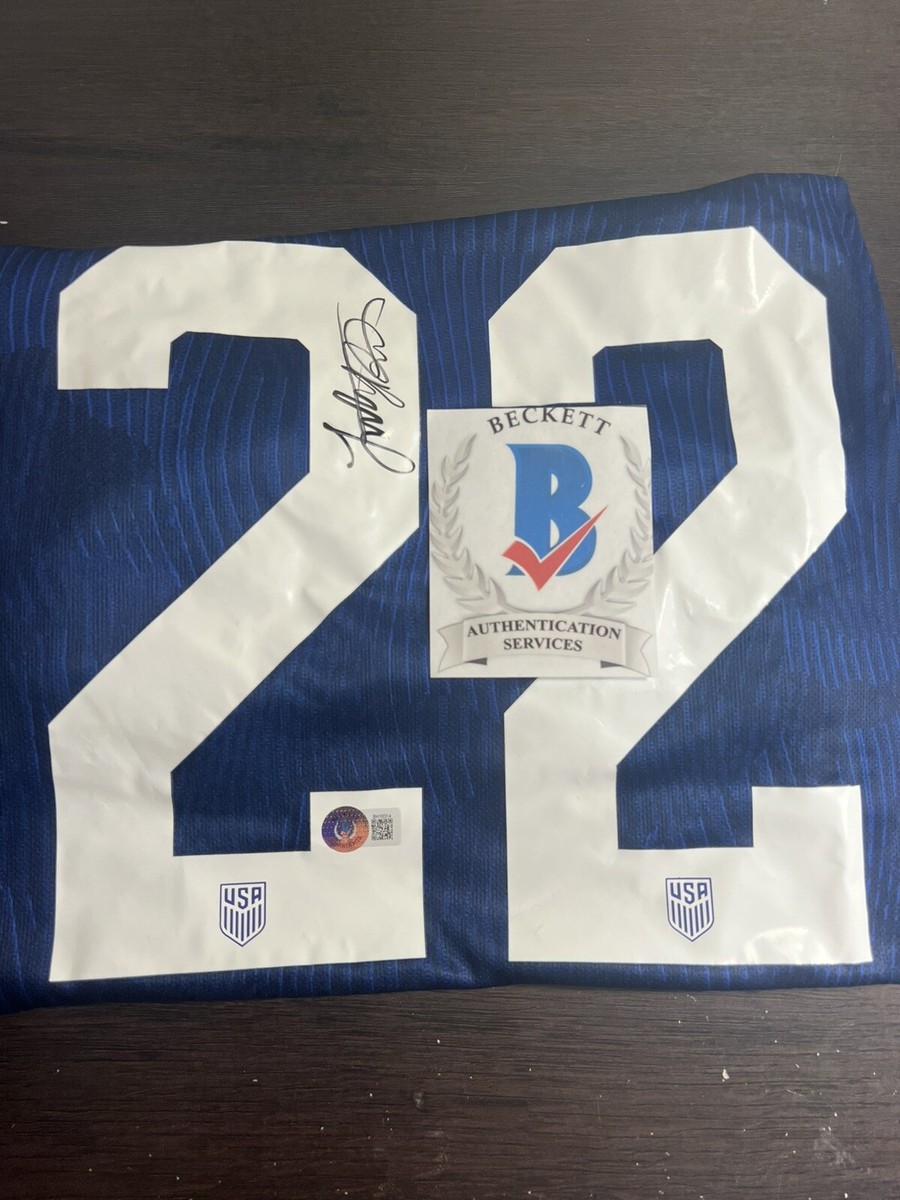 22
BECKETT
B
AUTHENTICATION
SERVICES
USA
USA